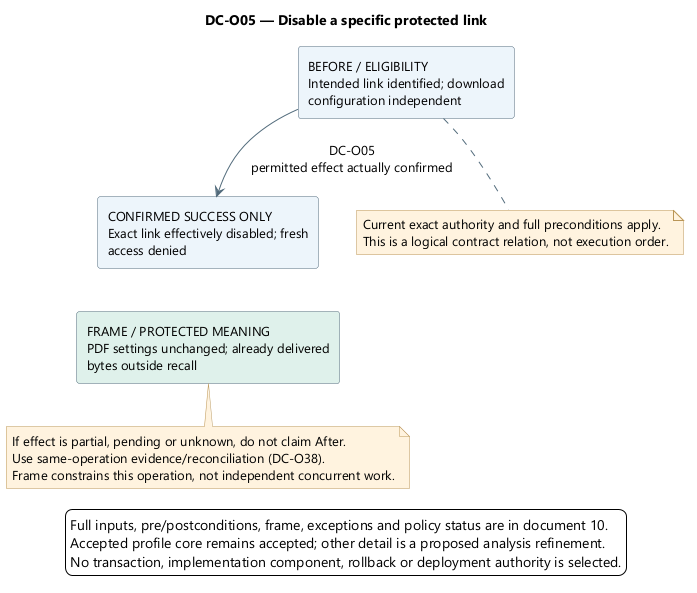 DC-O05 — Disable a specific protected link
BEFORE / ELIGIBILITY
Intended link identified; download
configuration independent
DC-O05
permitted effect actually confirmed
CONFIRMED SUCCESS ONLY
Exact link effectively disabled; fresh
access denied
Current exact authority and full preconditions apply.
This is a logical contract relation, not execution order.
FRAME / PROTECTED MEANING
PDF settings unchanged; already delivered
bytes outside recall
If effect is partial, pending or unknown, do not claim After.
Use same-operation evidence/reconciliation (DC-O38).
Frame constrains this operation, not independent concurrent work.
Full inputs, pre/postconditions, frame, exceptions and policy status are in document 10.
Accepted profile core remains accepted; other detail is a proposed analysis refinement.
No transaction, implementation component, rollback or deployment authority is selected.